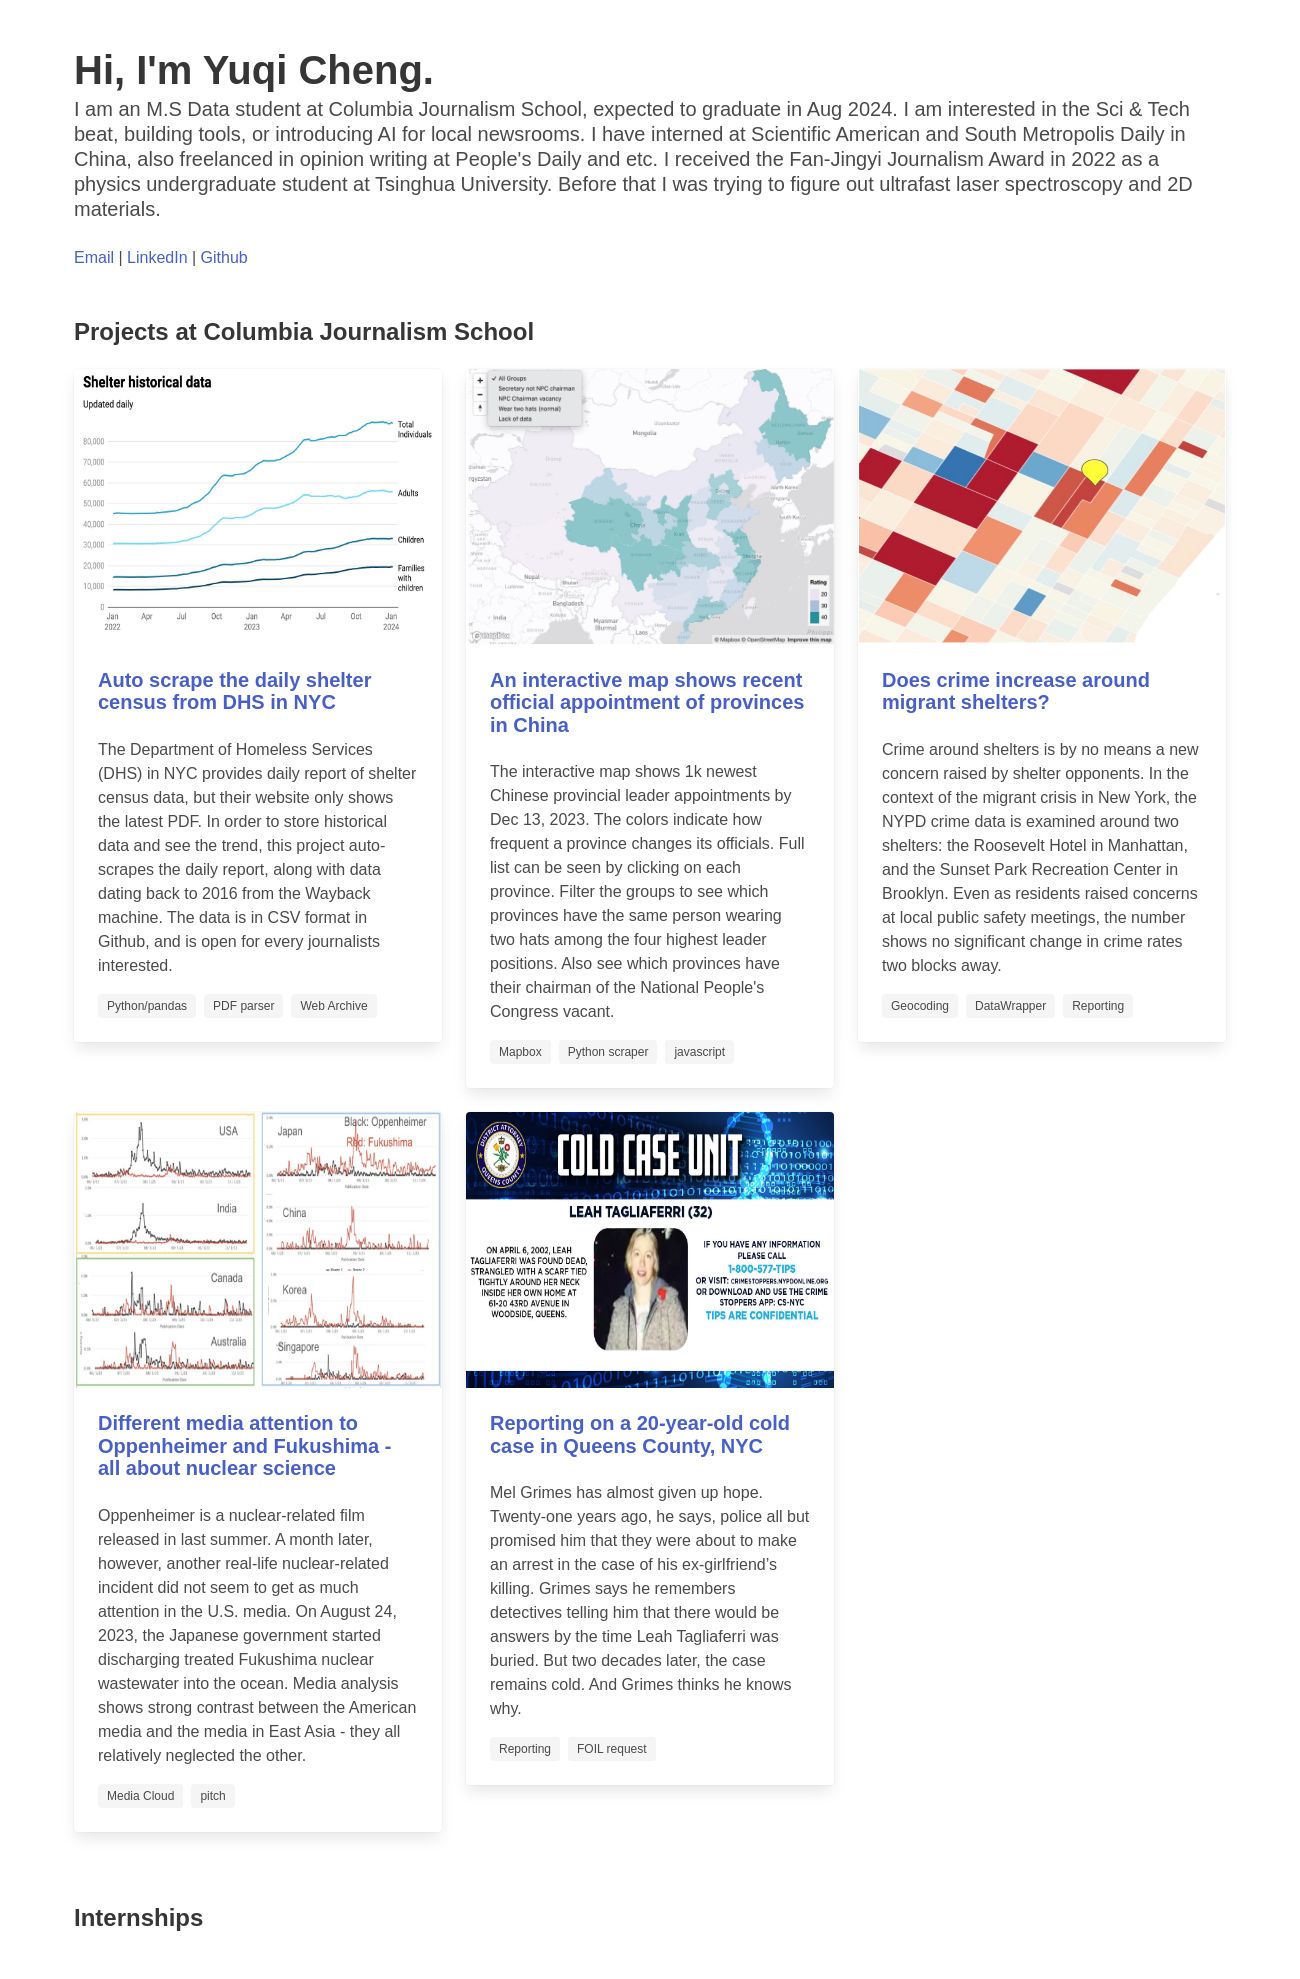 Hi, I'm Yuqi Cheng.
I am an M.S Data student at Columbia Journalism School, expected to graduate in Aug 2024. I am interested in the Sci & Tech
beat, building tools, or introducing AI for local newsrooms. I have interned at Scientific American and South Metropolis Daily in
China, also freelanced in opinion writing at People's Daily and etc. I received the Fan-Jingyi Journalism Award in 2022 as a
physics undergraduate student at Tsinghua University. Before that I was trying to figure out ultrafast laser spectroscopy and 2D
materials.
Email | LinkedIn | Github
Projects at Columbia Journalism School
Shelter historical data
Updated daily
Total
Individuals
80,000
70,000
60,000
50,000
40,000
30,000
20,000
10,000
0
Adults
Children
Families
with
children
Jan
2022
Apr
Jul
Oct
Jan
2023
Apr
Jul
Oct
Jan
2024
Auto scrape the daily shelter
census from DHS in NYC
The Department of Homeless Services
(DHS) in NYC provides daily report of shelter
census data, but their website only shows
the latest PDF. In order to store historical
data and see the trend, this project auto-
scrapes the daily report, along with data
dating back to 2016 from the Wayback
machine. The data is in CSV format in
Github, and is open for every journalists
interested.
Python/pandas
PDF parser
Web Archive
✓ All Groups
Secretary not NPC chairman
NPC Chairman vacancy
Wear two hats (normal)
Lack of data
Mongolia
China
Nepal
Bhutan
Bangladesh
India
Myanmar
(Burma)
Laos
Shanghai
Rating
20
30
40
mapbox
© Mapbox © OpenStreetMap Improve this map
An interactive map shows recent
official appointment of provinces
in China
The interactive map shows 1k newest
Chinese provincial leader appointments by
Dec 13, 2023. The colors indicate how
frequent a province changes its officials. Full
list can be seen by clicking on each
province. Filter the groups to see which
provinces have the same person wearing
two hats among the four highest leader
positions. Also see which provinces have
their chairman of the National People's
Congress vacant.
Mapbox
Python scraper
javascript
Does crime increase around
migrant shelters?
Crime around shelters is by no means a new
concern raised by shelter opponents. In the
context of the migrant crisis in New York, the
NYPD crime data is examined around two
shelters: the Roosevelt Hotel in Manhattan,
and the Sunset Park Recreation Center in
Brooklyn. Even as residents raised concerns
at local public safety meetings, the number
shows no significant change in crime rates
two blocks away.
Geocoding
DataWrapper
Reporting
USA
India
Canada
Australia
Black: Oppenheimer
Red: Fukushima
Japan
China
Korea
Singapore
Different media attention to
Oppenheimer and Fukushima -
all about nuclear science
Oppenheimer is a nuclear-related film
released in last summer. A month later,
however, another real-life nuclear-related
incident did not seem to get as much
attention in the U.S. media. On August 24,
2023, the Japanese government started
discharging treated Fukushima nuclear
wastewater into the ocean. Media analysis
shows strong contrast between the American
media and the media in East Asia - they all
relatively neglected the other.
Media Cloud
pitch
DISTRICT ATTORNEY
QUEENS COUNTY
COLD CASE UNIT
LEAH TAGLIAFERRI (32)
ON APRIL 6, 2002, LEAH
TAGLIAFERRI WAS FOUND DEAD,
STRANGLED WITH A SCARF TIED
TIGHTLY AROUND HER NECK
INSIDE HER OWN HOME AT
61-20 43RD AVENUE IN
WOODSIDE, QUEENS.
IF YOU HAVE ANY INFORMATION
PLEASE CALL
1-800-577-TIPS
OR VISIT: CRIMESTOPPERS.NYPDONLINE.ORG
OR DOWNLOAD AND USE THE CRIME
STOPPERS APP: CS-NYC
TIPS ARE CONFIDENTIAL
Reporting on a 20-year-old cold
case in Queens County, NYC
Mel Grimes has almost given up hope.
Twenty-one years ago, he says, police all but
promised him that they were about to make
an arrest in the case of his ex-girlfriend’s
killing. Grimes says he remembers
detectives telling him that there would be
answers by the time Leah Tagliaferri was
buried. But two decades later, the case
remains cold. And Grimes thinks he knows
why.
Reporting
FOIL request
Internships